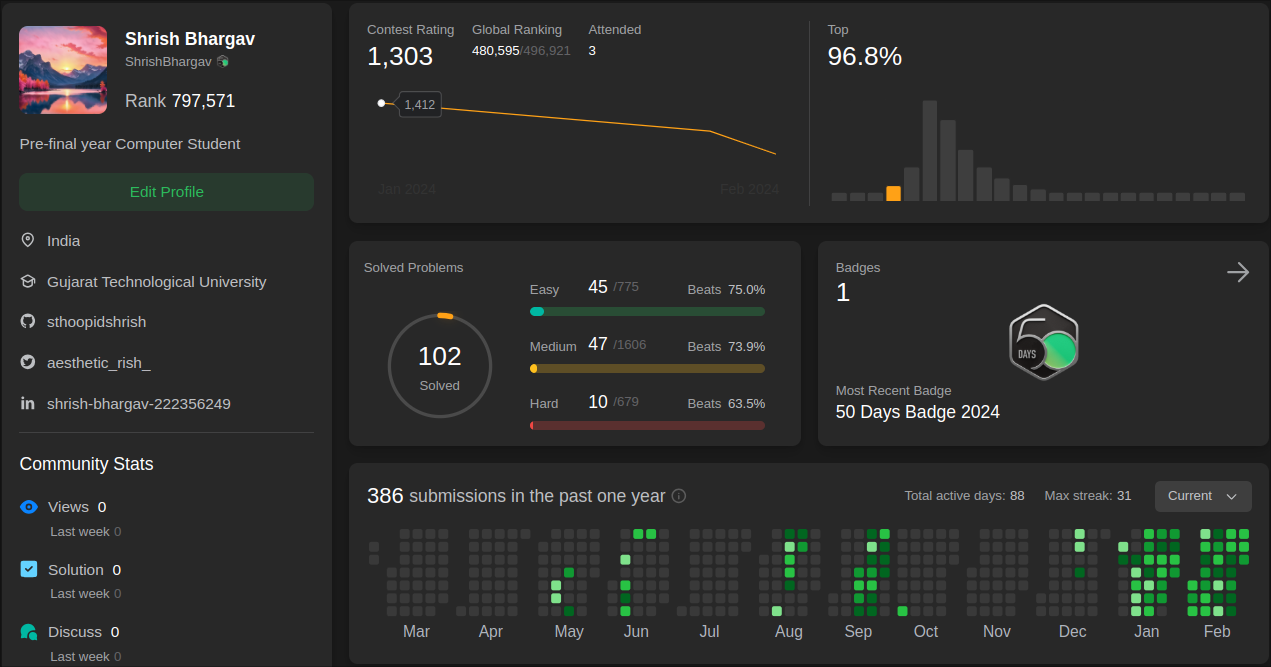 Shrish Bhargav
ShrishBhargav
Rank 797,571
Pre-final year Computer Student
Edit Profile
India
Gujarat Technological University
sthoopidshrish
aesthetic_rish_
shrish-bhargav-222356249
Community Stats
Views 0
Last week 0
Solution 0
Last week 0
Discuss 0
Last week 0
Contest Rating
1,303
Global Ranking
480,595/496,921
Attended
3
1,412
Jan 2024
Feb 2024
Top
96.8%
Solved Problems
102
Solved
Easy 45 /775 Beats 75.0%
Medium 47 /1606 Beats 73.9%
Hard 10 /679 Beats 63.5%
Badges
1
50
DAYS
Most Recent Badge
50 Days Badge 2024
386 submissions in the past one year
Total active days: 88 Max streak: 31 Current
Mar Apr May Jun Jul Aug Sep Oct Nov Dec Jan Feb